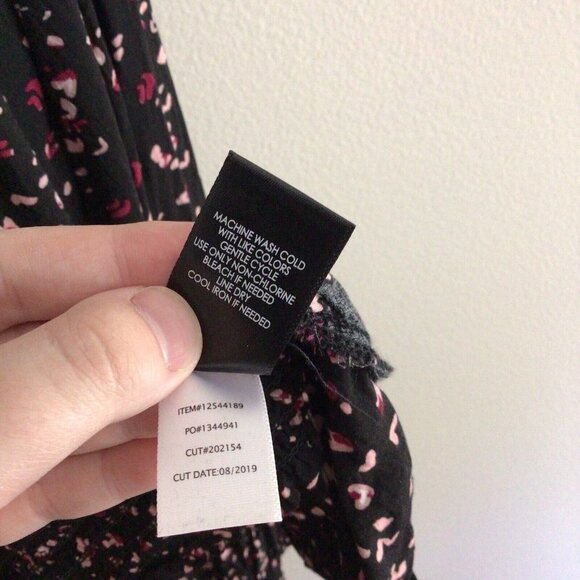 MACHINE WASH COLD
WITH LIKE COLORS
GENTLE CYCLE
USE ONLY NON-CHLORINE
BLEACH IF NEEDED
LINE DRY
COOL IRON IF NEEDED
ITEM#12544189
PO#1344941
CUT#202154
CUT DATE:08/2019